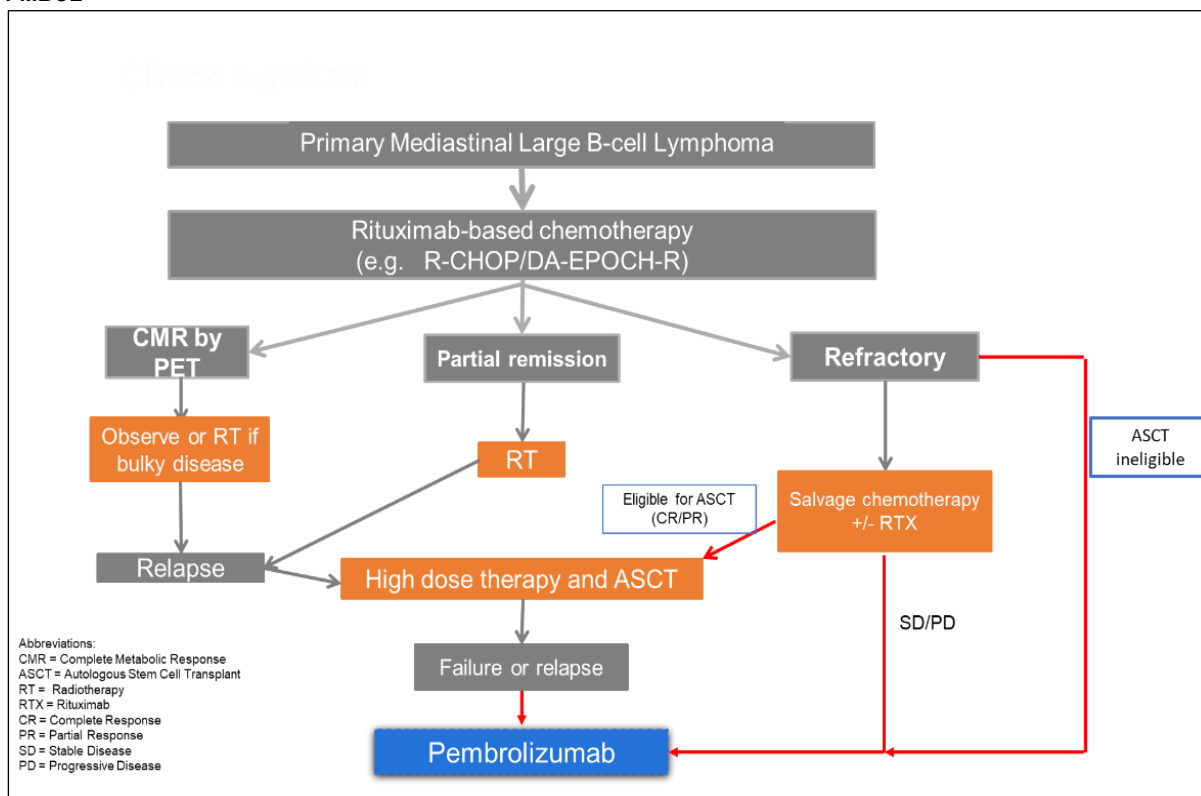 Clinical Algorithm
Primary Mediastinal Large B-cell Lymphoma
Rituximab-based chemotherapy
(e.g. R-CHOP/DA-EPOCH-R)
CMR by
PET
Partial remission
Refractory
Observe or RT if
bulky disease
RT
ASCT
ineligible
Eligible for ASCT
(CR/PR)
Salvage chemotherapy
+/- RTX
Relapse
High dose therapy and ASCT
SD/PD
Failure or relapse
Pembrolizumab
Abbreviations:
CMR = Complete Metabolic Response
ASCT = Autologous Stem Cell Transplant
RT = Radiotherapy
RTX = Rituximab
CR = Complete Response
PR = Partial Response
SD = Stable Disease
PD = Progressive Disease